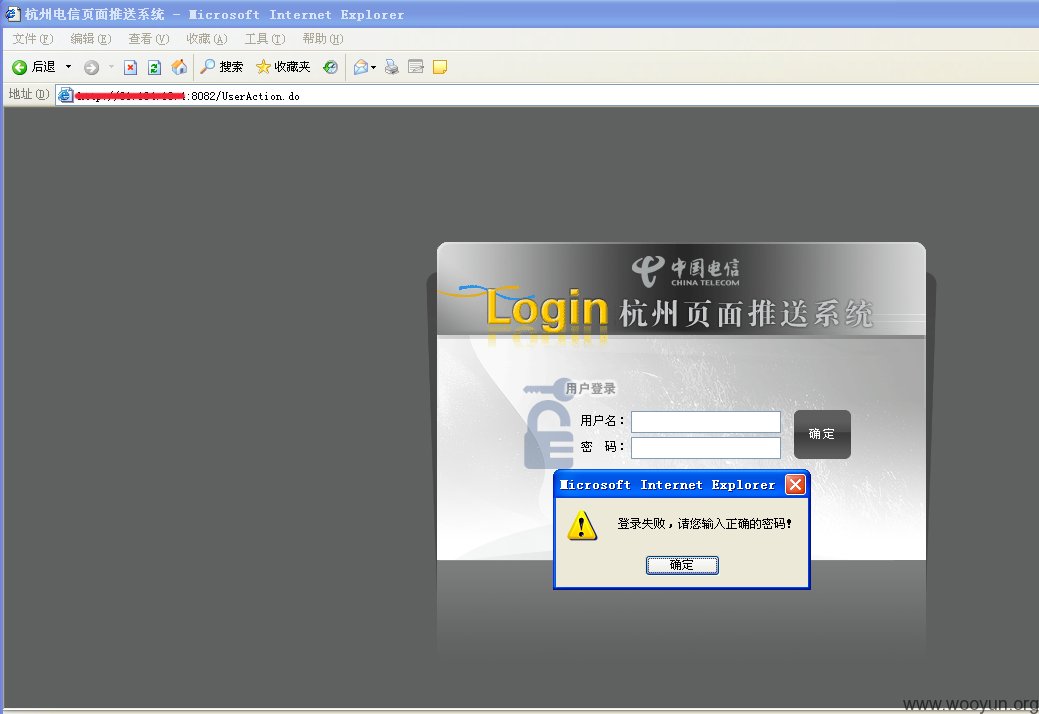 杭州电信页面推送系统 - Microsoft Internet Explorer
文件(F) 编辑(E) 查看(V) 收藏(A) 工具(T) 帮助(H)
后退 搜索 收藏夹
地址(D) :8082/UserAction.do
中国电信
CHINA TELECOM
Login 杭州页面推送系统
用户登录
用户名：
确定
密 码：
Microsoft Internet Explorer
登录失败，请您输入正确的密码！
确定
www.wooyun.org